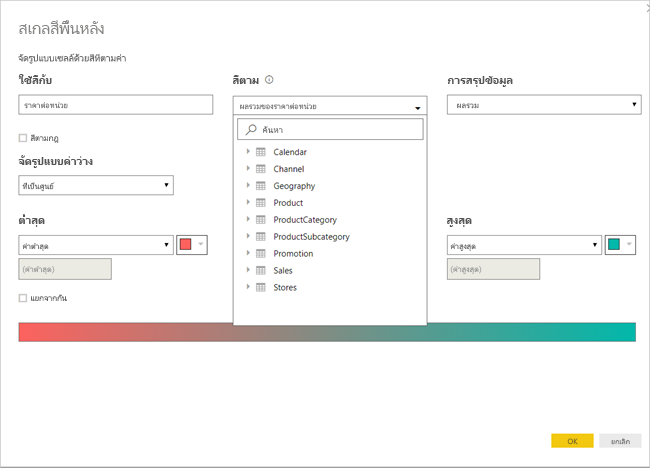 สเกลสีพื้นหลัง
จัดรูปแบบเซลล์ด้วยสีที่ตามค่า
ใช้สีกับ
สีตาม
การสรุปข้อมูล
ราคาต่อหน่วย
ผลรวมของราคาต่อหน่วย
ผลรวม
ค้นหา
สีตามกฎ
Calendar
Channel
Geography
Product
ProductCategory
ProductSubcategory
Promotion
Sales
Stores
จัดรูปแบบค่าว่าง
ที่เป็นศูนย์
ต่ำสุด
สูงสุด
ค่าต่ำสุด
ค่าสูงสุด
(ค่าต่ำสุด)
(ค่าสูงสุด)
แยกจากกัน
OK
ยกเลิก